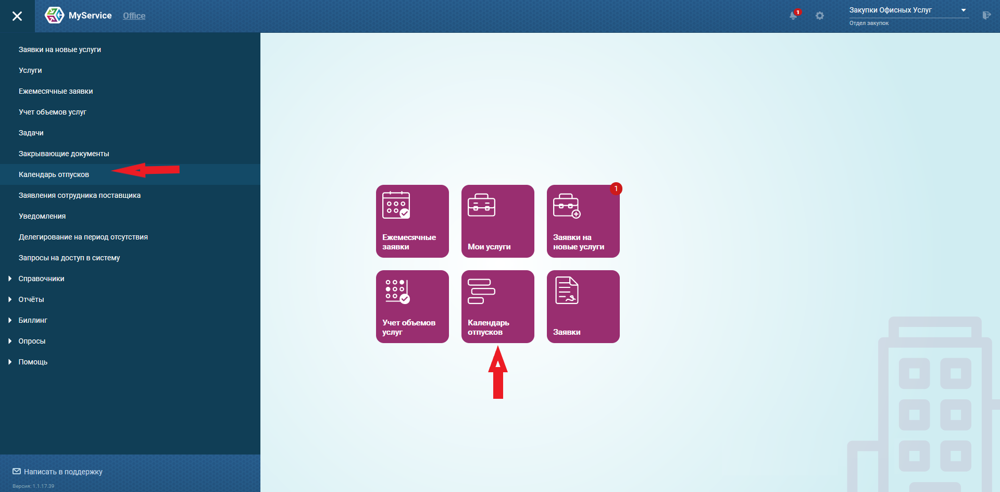 MyService
Office
1
Закупки Офисных Услуг
Отдел закупок
Заявки на новые услуги
Услуги
Ежемесячные заявки
Учет объемов услуг
Задачи
Закрывающие документы
Календарь отпусков
Заявления сотрудника поставщика
Уведомления
Делегирование на период отсутствия
Запросы на доступ в систему
Справочники
Отчёты
Биллинг
Опросы
Помощь
Написать в поддержку
Версия: 1.1.17.39
Ежемесячные
заявки
Мои услуги
1
Заявки на
новые услуги
Учет объемов
услуг
Календарь
отпусков
Заявки